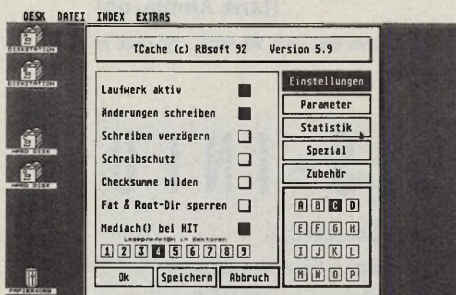 DESK DATEI INDEX EXTRAS
TCache (c) RBsoft 92 Version 5.9
DISKSTATION
DISKSTATION
HARD DISK
HARD DISK
PAPIERKORB
Laufwerk aktiv
Änderungen schreiben
Schreiben verzögern
Schreibschutz
Checksumme bilden
Fat & Root-Dir sperren
Mediach() bei HIT
in Sektoren
1 2 3 4 5 6 7 8 9
Ok Speichern Abbruch
Einstellungen
Parameter
Statistik
Spezial
Zubehör
A B C D
E F G H
I J K L
M N O P